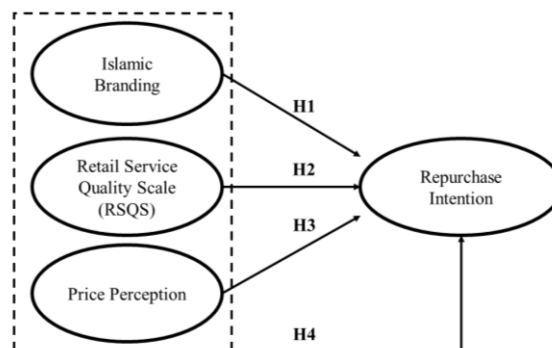 Islamic
Branding
H1
Retail Service
Quality Scale
(RSQS)
H2
Repurchase
Intention
H3
Price Perception
H4